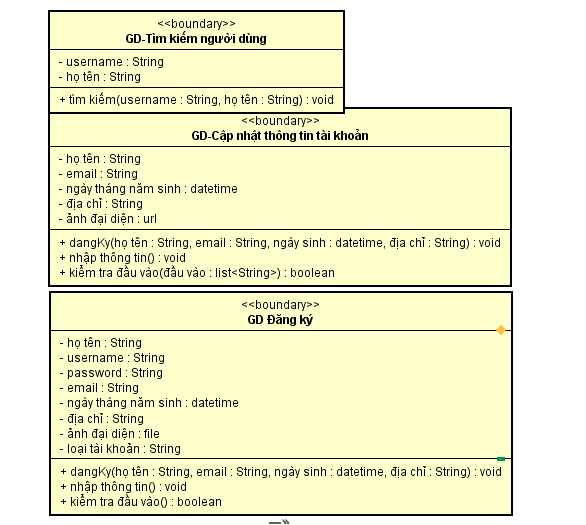 <<boundary>>
GD-Tìm kiếm người dùng
- username : String
- họ tên : String
+ tìm kiếm(username : String, họ tên : String) : void
<<boundary>>
GD-Cập nhật thông tin tài khoản
- họ tên : String
- email : String
- ngày tháng năm sinh : datetime
- địa chỉ : String
- ảnh đại diện : url
+ dangKy(họ tên : String, email : String, ngày sinh : datetime, địa chỉ : String) : void
+ nhập thông tin() : void
+ kiểm tra đầu vào(đầu vào : list<String>) : boolean
<<boundary>>
GD Đăng ký
- họ tên : String
- username : String
- password : String
- email : String
- ngày tháng năm sinh : datetime
- địa chỉ : String
- ảnh đại diện : file
- loại tài khoản : String
+ dangKy(họ tên : String, email : String, ngày sinh : datetime, địa chỉ : String) : void
+ nhập thông tin() : void
+ kiểm tra đầu vào() : boolean